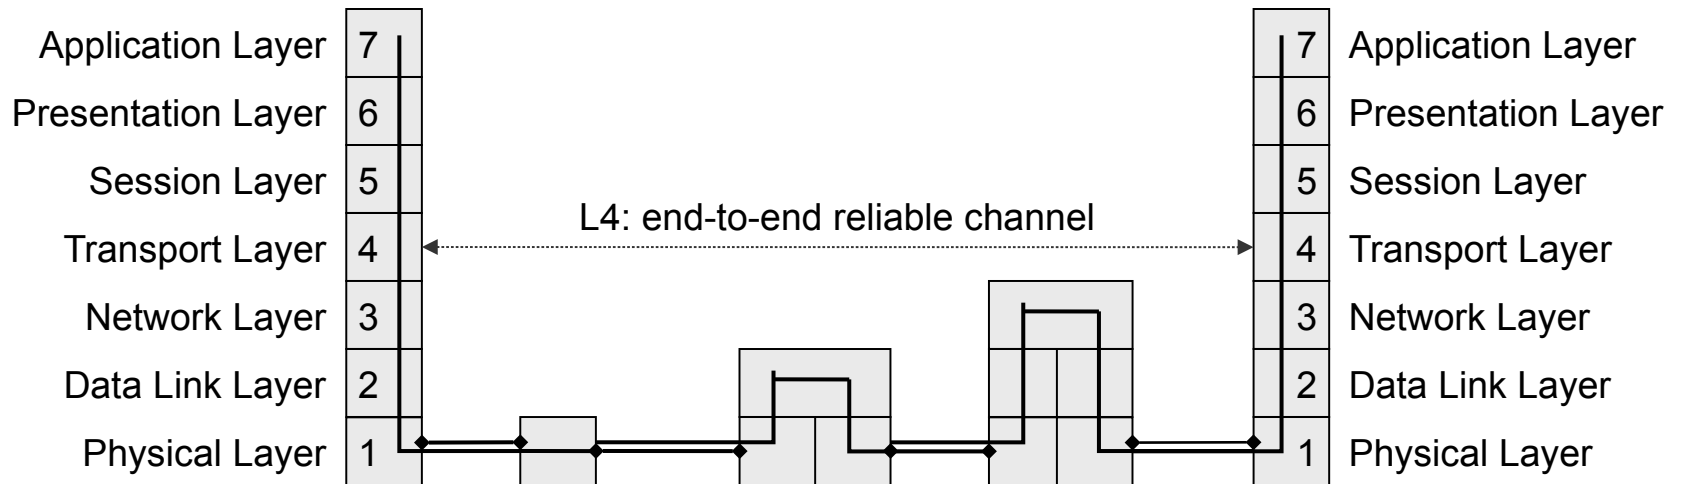 Application Layer 7 7 Application Layer
Presentation Layer 6 6 Presentation Layer
Session Layer 5 5 Session Layer
L4: end-to-end reliable channel
Transport Layer 4 4 Transport Layer
Network Layer 3 3 Network Layer
Data Link Layer 2 2 Data Link Layer
Physical Layer 1 1 Physical Layer